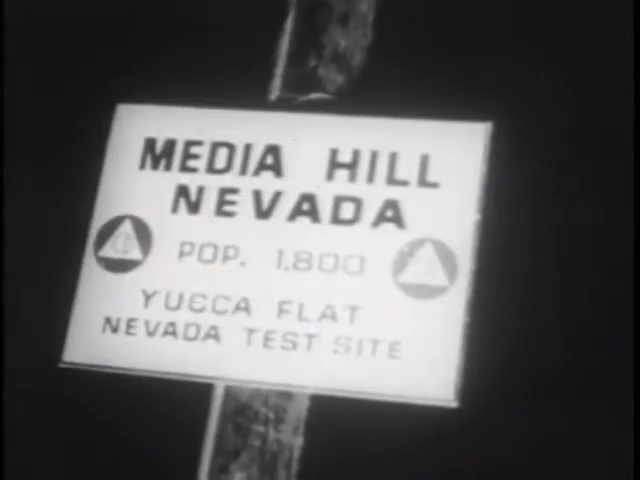 MEDIA HILL
NEVADA
POP. 1,800
YUCCA FLAT
NEVADA TEST SITE